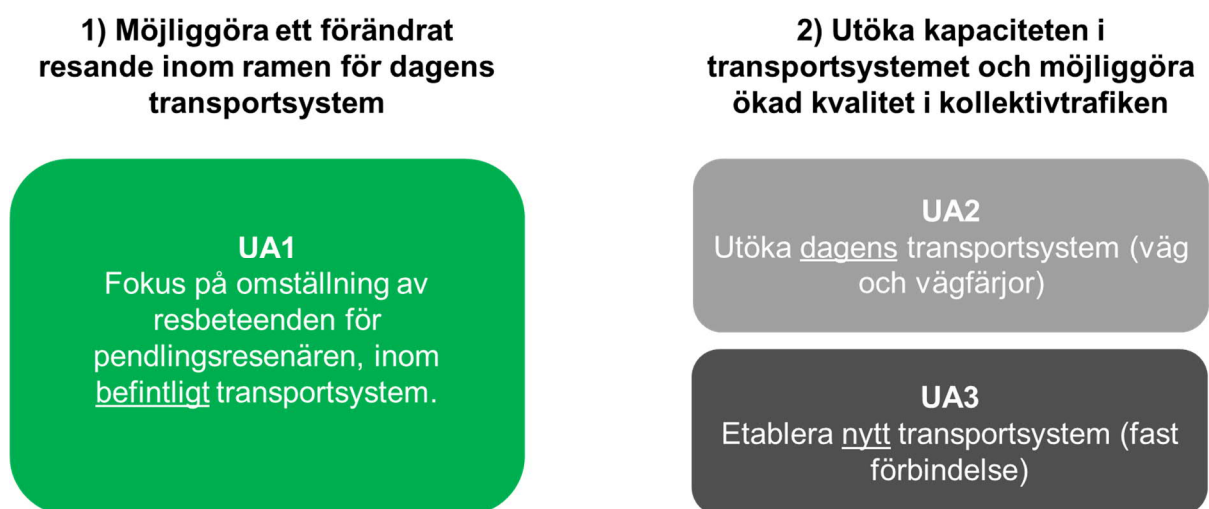 1) Möjliggöra ett förändrat
resande inom ramen för dagens
transportsystem
UA1
Fokus på omställning av
resbeteenden för
pendlingsresenären, inom
befintligt transportsystem.
2) Utöka kapaciteten i
transportsystemet och möjliggöra
ökad kvalitet i kollektivtrafiken
UA2
Utöka dagens transportsystem (väg
och vägfärjor)
UA3
Etablera nytt transportsystem (fast
förbindelse)